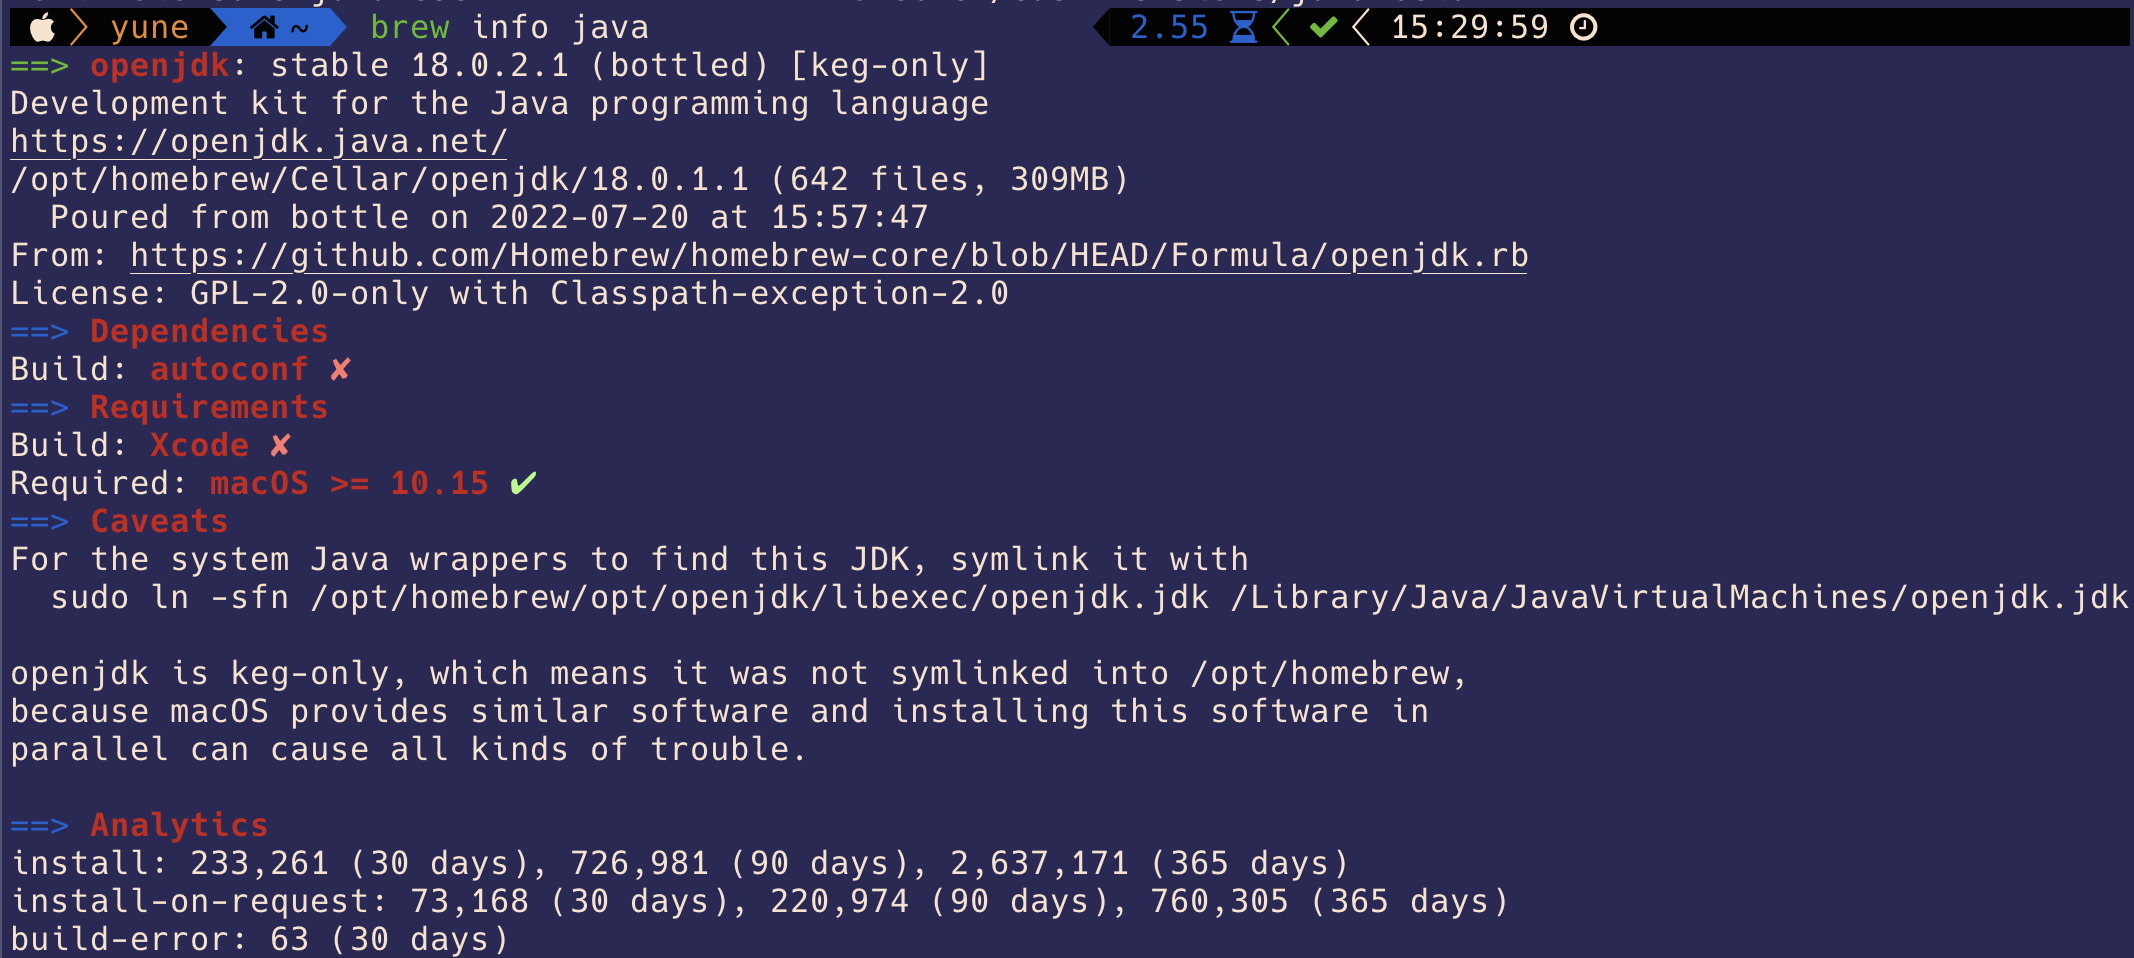 yune ~ brew info java 2.55 15:29:59
==> openjdk: stable 18.0.2.1 (bottled) [keg-only]
Development kit for the Java programming language
https://openjdk.java.net/
/opt/homebrew/Cellar/openjdk/18.0.1.1 (642 files, 309MB)
  Poured from bottle on 2022-07-20 at 15:57:47
From: https://github.com/Homebrew/homebrew-core/blob/HEAD/Formula/openjdk.rb
License: GPL-2.0-only with Classpath-exception-2.0
==> Dependencies
Build: autoconf ✘
==> Requirements
Build: Xcode ✘
Required: macOS >= 10.15 ✔
==> Caveats
For the system Java wrappers to find this JDK, symlink it with
  sudo ln -sfn /opt/homebrew/opt/openjdk/libexec/openjdk.jdk /Library/Java/JavaVirtualMachines/openjdk.jdk
openjdk is keg-only, which means it was not symlinked into /opt/homebrew,
because macOS provides similar software and installing this software in
parallel can cause all kinds of trouble.
==> Analytics
install: 233,261 (30 days), 726,981 (90 days), 2,637,171 (365 days)
install-on-request: 73,168 (30 days), 220,974 (90 days), 760,305 (365 days)
build-error: 63 (30 days)